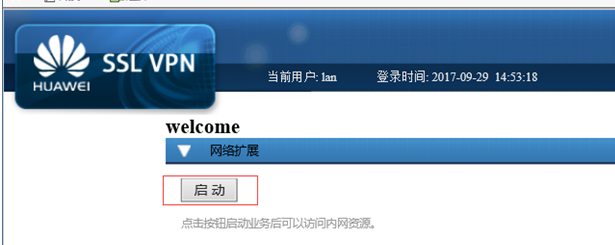 HUAWEI
SSL VPN
当前用户: lan 登录时间: 2017-09-29 14:53:18
welcome
网络扩展
启 动
点击按钮启动业务后可以访问内网资源。